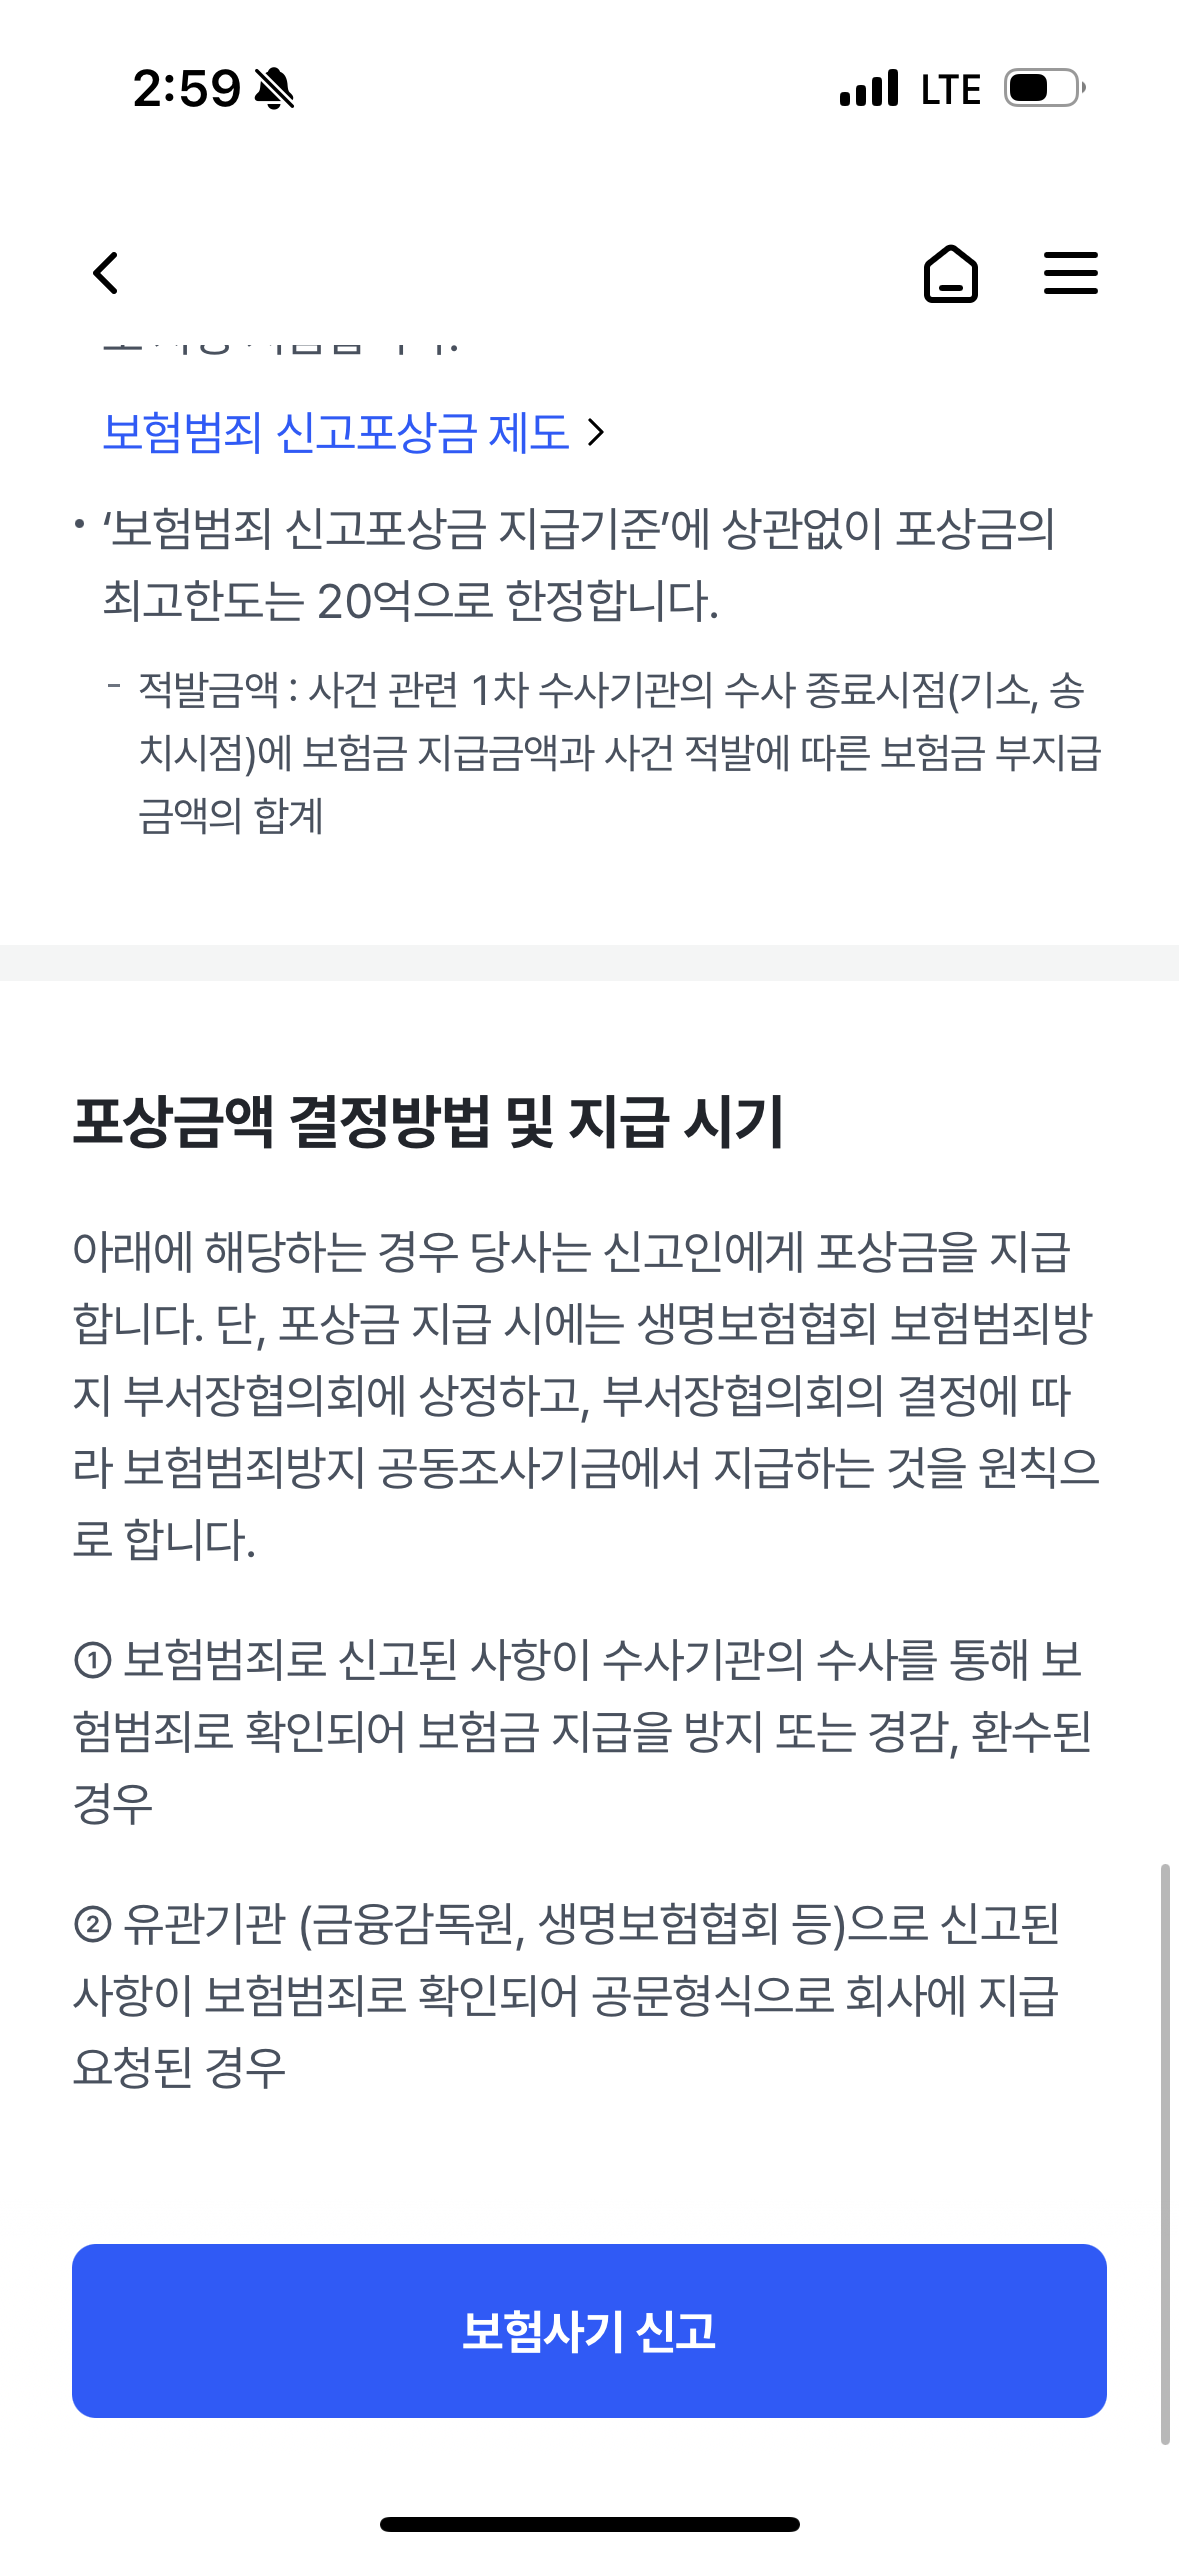 2:59
LTE
보험범죄 신고포상금 제도
• ‘보험범죄 신고포상금 지급기준’에 상관없이 포상금의
최고한도는 20억으로 한정합니다.
- 적발금액 : 사건 관련 1차 수사기관의 수사 종료시점(기소, 송
치시점)에 보험금 지급금액과 사건 적발에 따른 보험금 부지급
금액의 합계
포상금액 결정방법 및 지급 시기
아래에 해당하는 경우 당사는 신고인에게 포상금을 지급
합니다. 단, 포상금 지급 시에는 생명보험협회 보험범죄방
지 부서장협의회에 상정하고, 부서장협의회의 결정에 따
라 보험범죄방지 공동조사기금에서 지급하는 것을 원칙으
로 합니다.
① 보험범죄로 신고된 사항이 수사기관의 수사를 통해 보
험범죄로 확인되어 보험금 지급을 방지 또는 경감, 환수된
경우
② 유관기관 (금융감독원, 생명보험협회 등)으로 신고된
사항이 보험범죄로 확인되어 공문형식으로 회사에 지급
요청된 경우
보험사기 신고